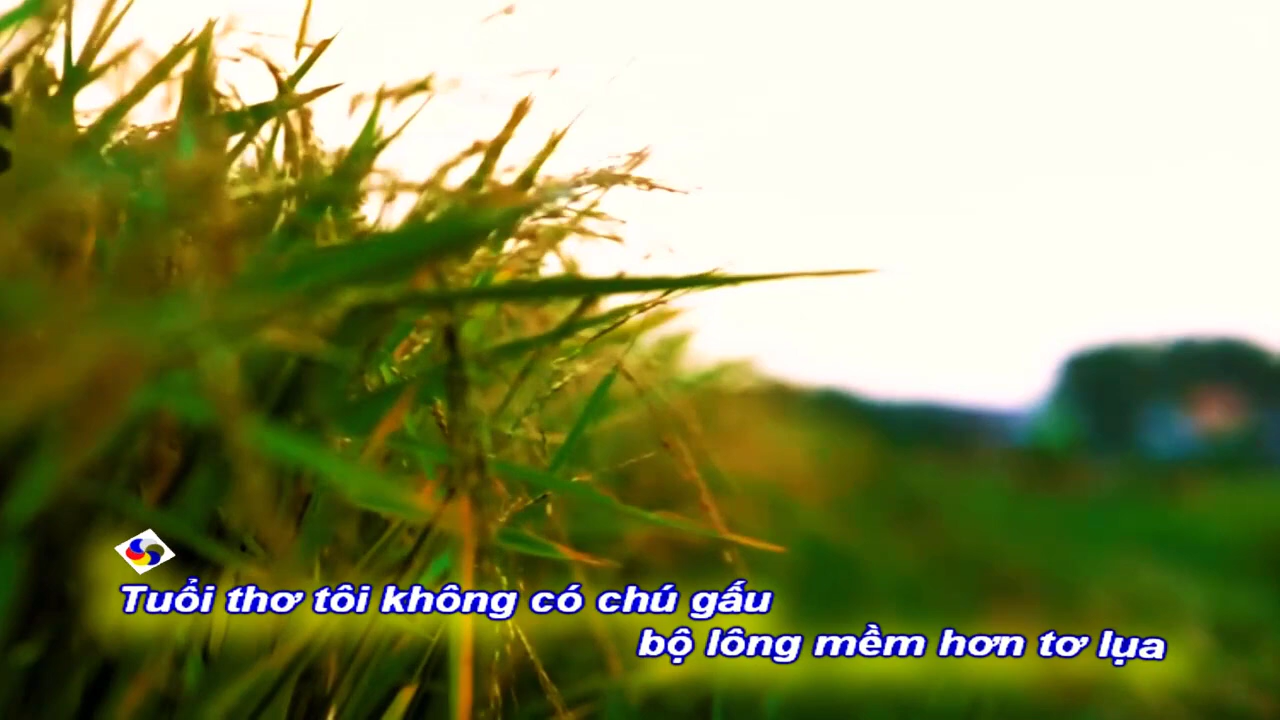 Tuổi thơ tôi không có chú gấu
bộ lông mềm hơn tơ lụa